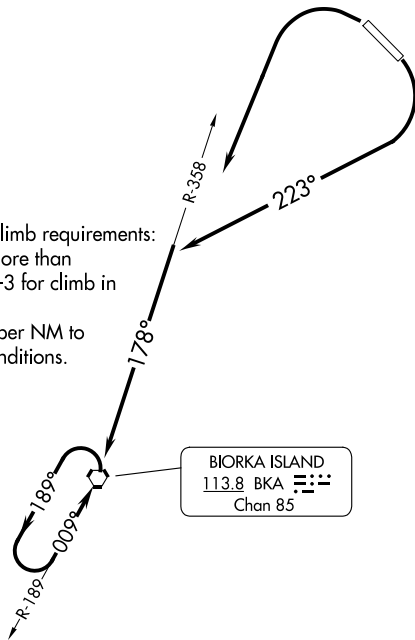 R-358
223°
limb requirements:
ore than
-3 for climb in
per NM to
nditions.
178°
BIORKA ISLAND
113.8 BKA
Chan 85
189°
009°
R-189